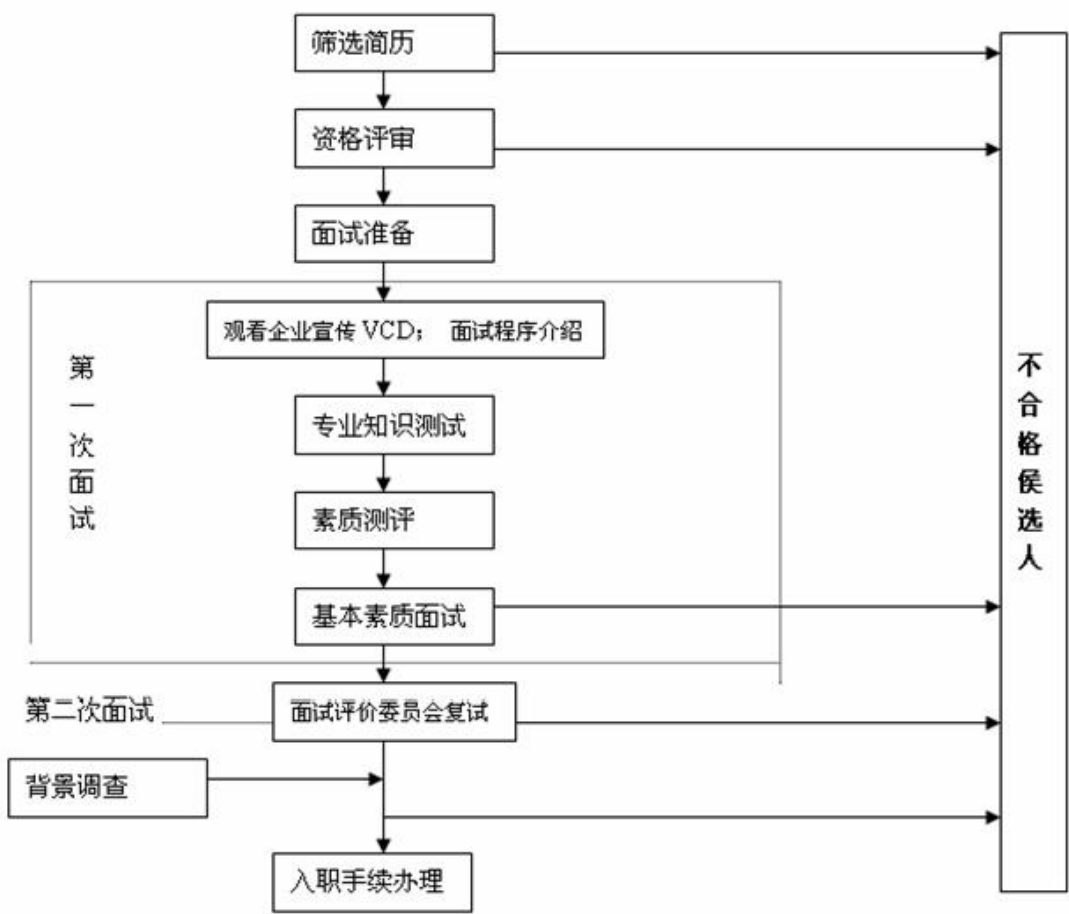 筛选简历
资格评审
面试准备
观看企业宣传 VCD； 面试程序介绍
第一次面试
专业知识测试
素质测评
基本素质面试
第二次面试
面试评价委员会复试
背景调查
入职手续办理
不合格侯选人